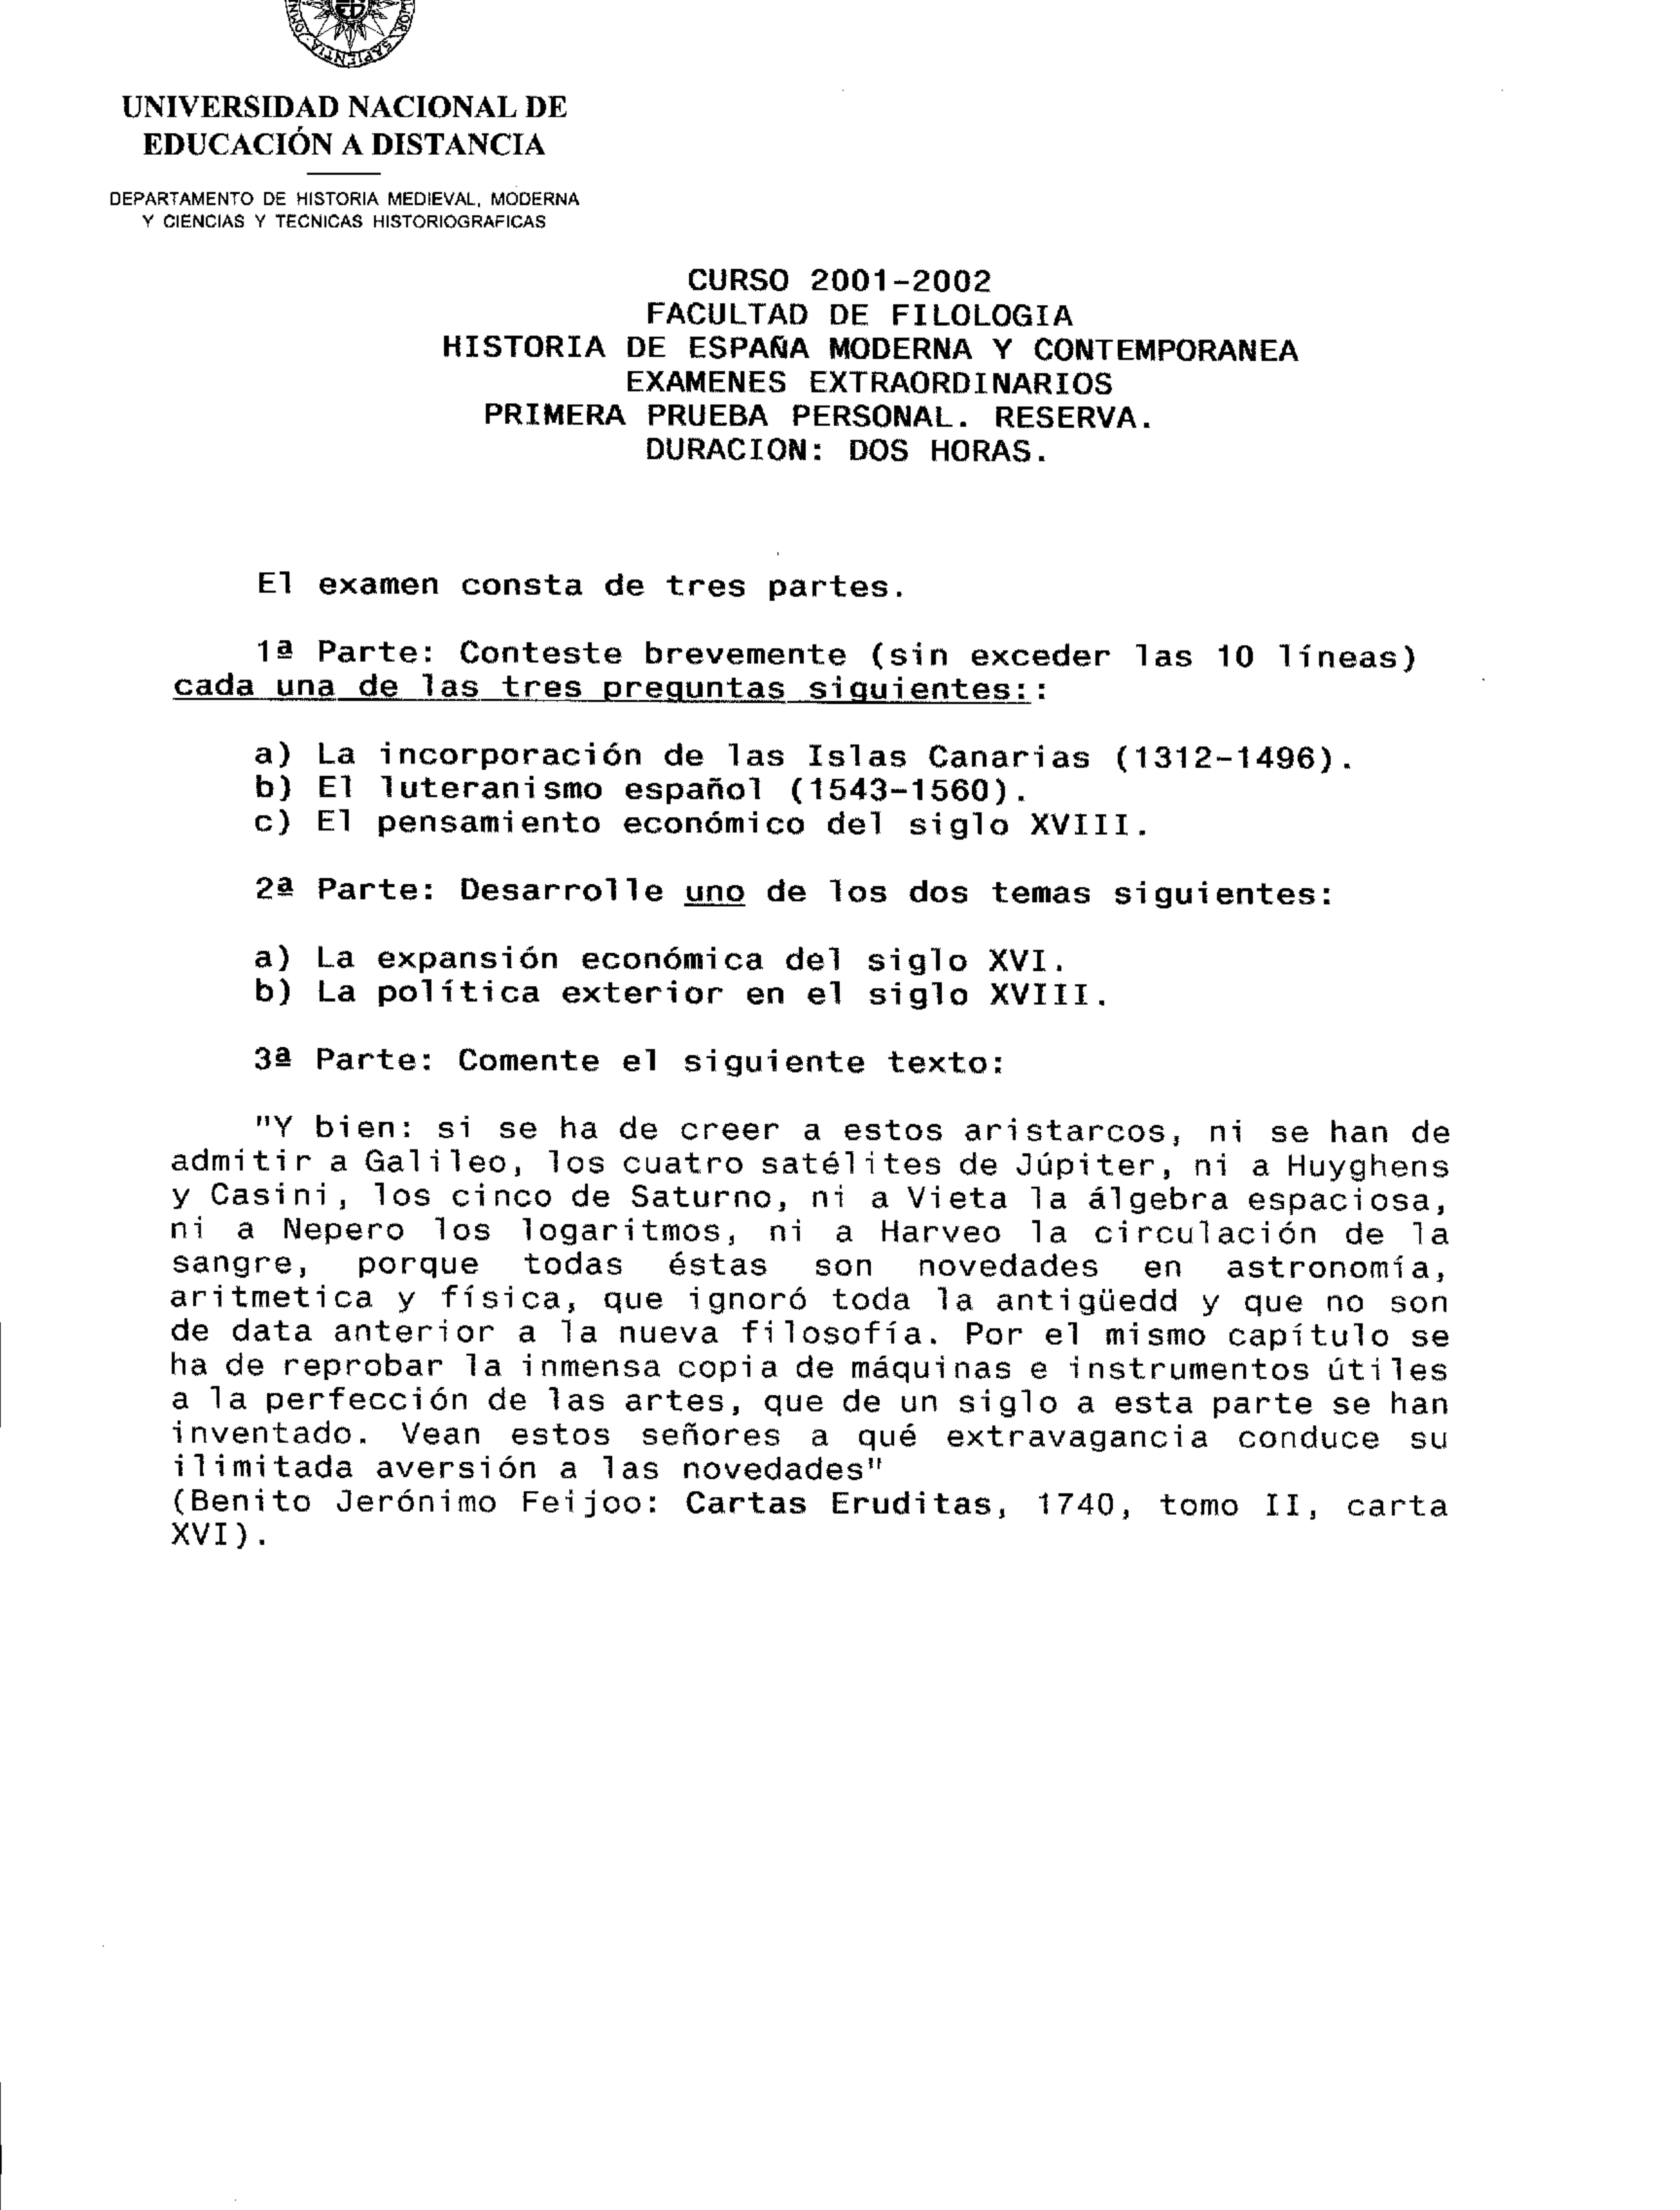 SAPIENTIA
UNIVERSIDAD NACIONAL DE
EDUCACIÓN A DISTANCIA
DEPARTAMENTO DE HISTORIA MEDIEVAL, MODERNA
Y CIENCIAS Y TECNICAS HISTORIOGRAFICAS
CURSO 2001-2002
FACULTAD DE FILOLOGIA
HISTORIA DE ESPAÑA MODERNA Y CONTEMPORANEA
EXAMENES EXTRAORDINARIOS
PRIMERA PRUEBA PERSONAL. RESERVA.
DURACION: DOS HORAS.
El examen consta de tres partes.
1ª Parte: Conteste brevemente (sin exceder las 10 líneas)
cada una de las tres preguntas siguientes::
a) La incorporación de las Islas Canarias (1312-1496).
b) El luteranismo español (1543-1560).
c) El pensamiento económico del siglo XVIII.
2ª Parte: Desarrolle uno de los dos temas siguientes:
a) La expansión económica del siglo XVI.
b) La política exterior en el siglo XVIII.
3ª Parte: Comente el siguiente texto:
"Y bien: si se ha de creer a estos aristarcos, ni se han de
admitir a Galileo, los cuatro satélites de Júpiter, ni a Huyghens
y Casini, los cinco de Saturno, ni a Vieta la álgebra espaciosa,
ni a Nepero los logaritmos, ni a Harveo la circulación de la
sangre, porque todas éstas son novedades en astronomía,
aritmetica y física, que ignoró toda la antigüedd y que no son
de data anterior a la nueva filosofía. Por el mismo capítulo se
ha de reprobar la inmensa copia de máquinas e instrumentos útiles
a la perfección de las artes, que de un siglo a esta parte se han
inventado. Vean estos señores a qué extravagancia conduce su
ilimitada aversión a las novedades"
(Benito Jerónimo Feijoo: Cartas Eruditas, 1740, tomo II, carta
XVI).